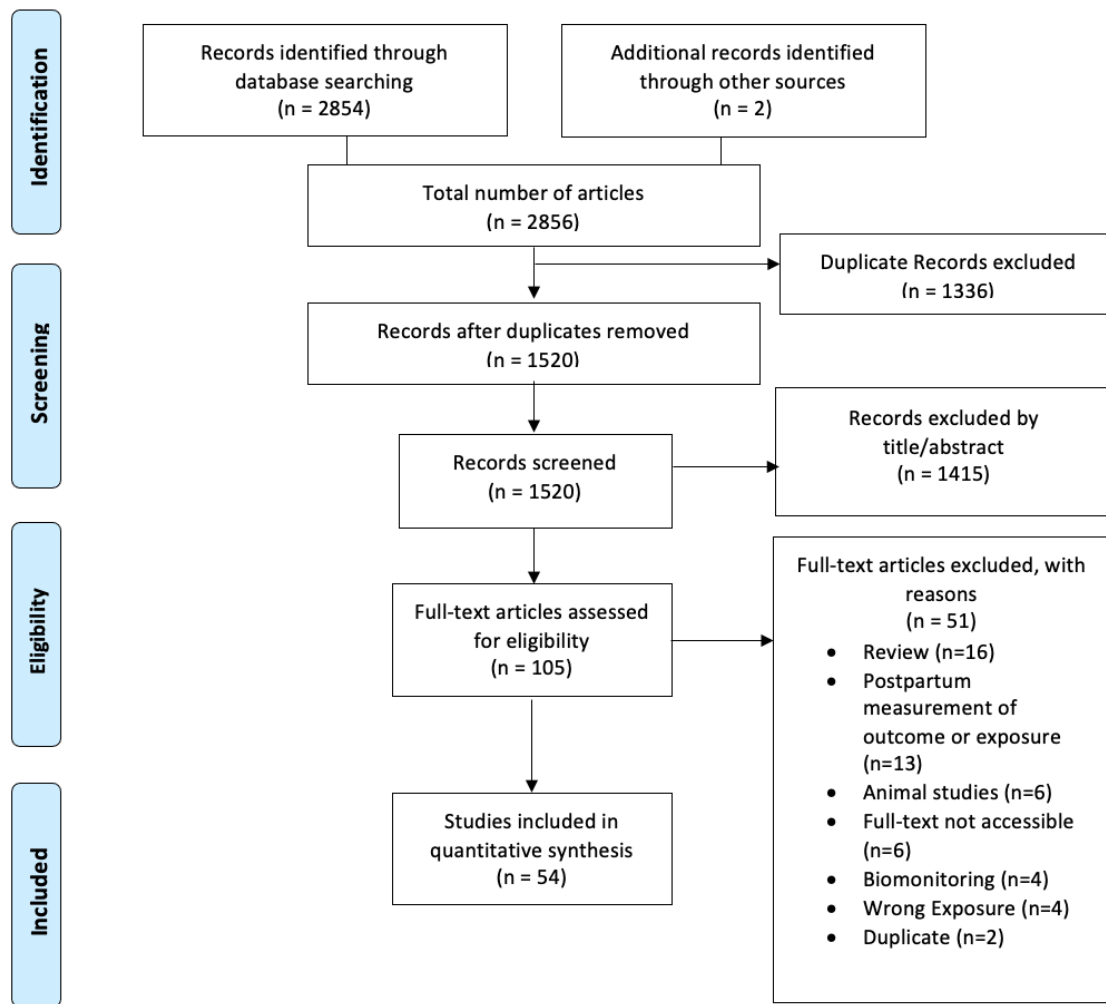 Identification
Records identified through
database searching
(n = 2854)
Additional records identified
through other sources
(n = 2)
Total number of articles
(n = 2856)
Duplicate Records excluded
(n = 1336)
Screening
Records after duplicates removed
(n = 1520)
Records screened
(n = 1520)
Records excluded by
title/abstract
(n = 1415)
Eligibility
Full-text articles assessed
for eligibility
(n = 105)
Full-text articles excluded, with
reasons
(n = 51)
• Review (n=16)
• Postpartum
measurement of
outcome or exposure
(n=13)
• Animal studies (n=6)
• Full-text not accessible
(n=6)
• Biomonitoring (n=4)
• Wrong Exposure (n=4)
• Duplicate (n=2)
Included
Studies included in
quantitative synthesis
(n = 54)